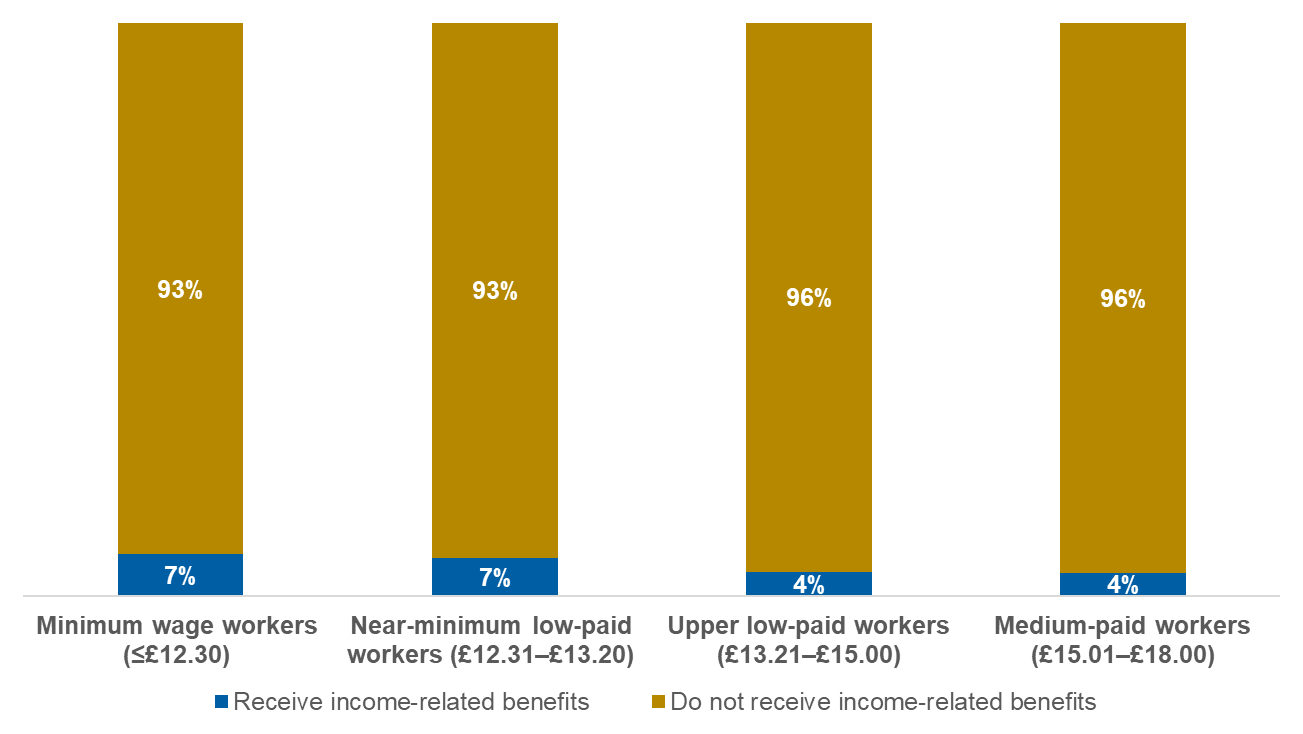 93%
93%
96%
96%
7%
7%
4%
4%
Minimum wage workers
(≤£12.30)
Near-minimum low-paid
workers (£12.31–£13.20)
Upper low-paid workers
(£13.21–£15.00)
Medium-paid workers
(£15.01–£18.00)
Receive income-related benefits
Do not receive income-related benefits